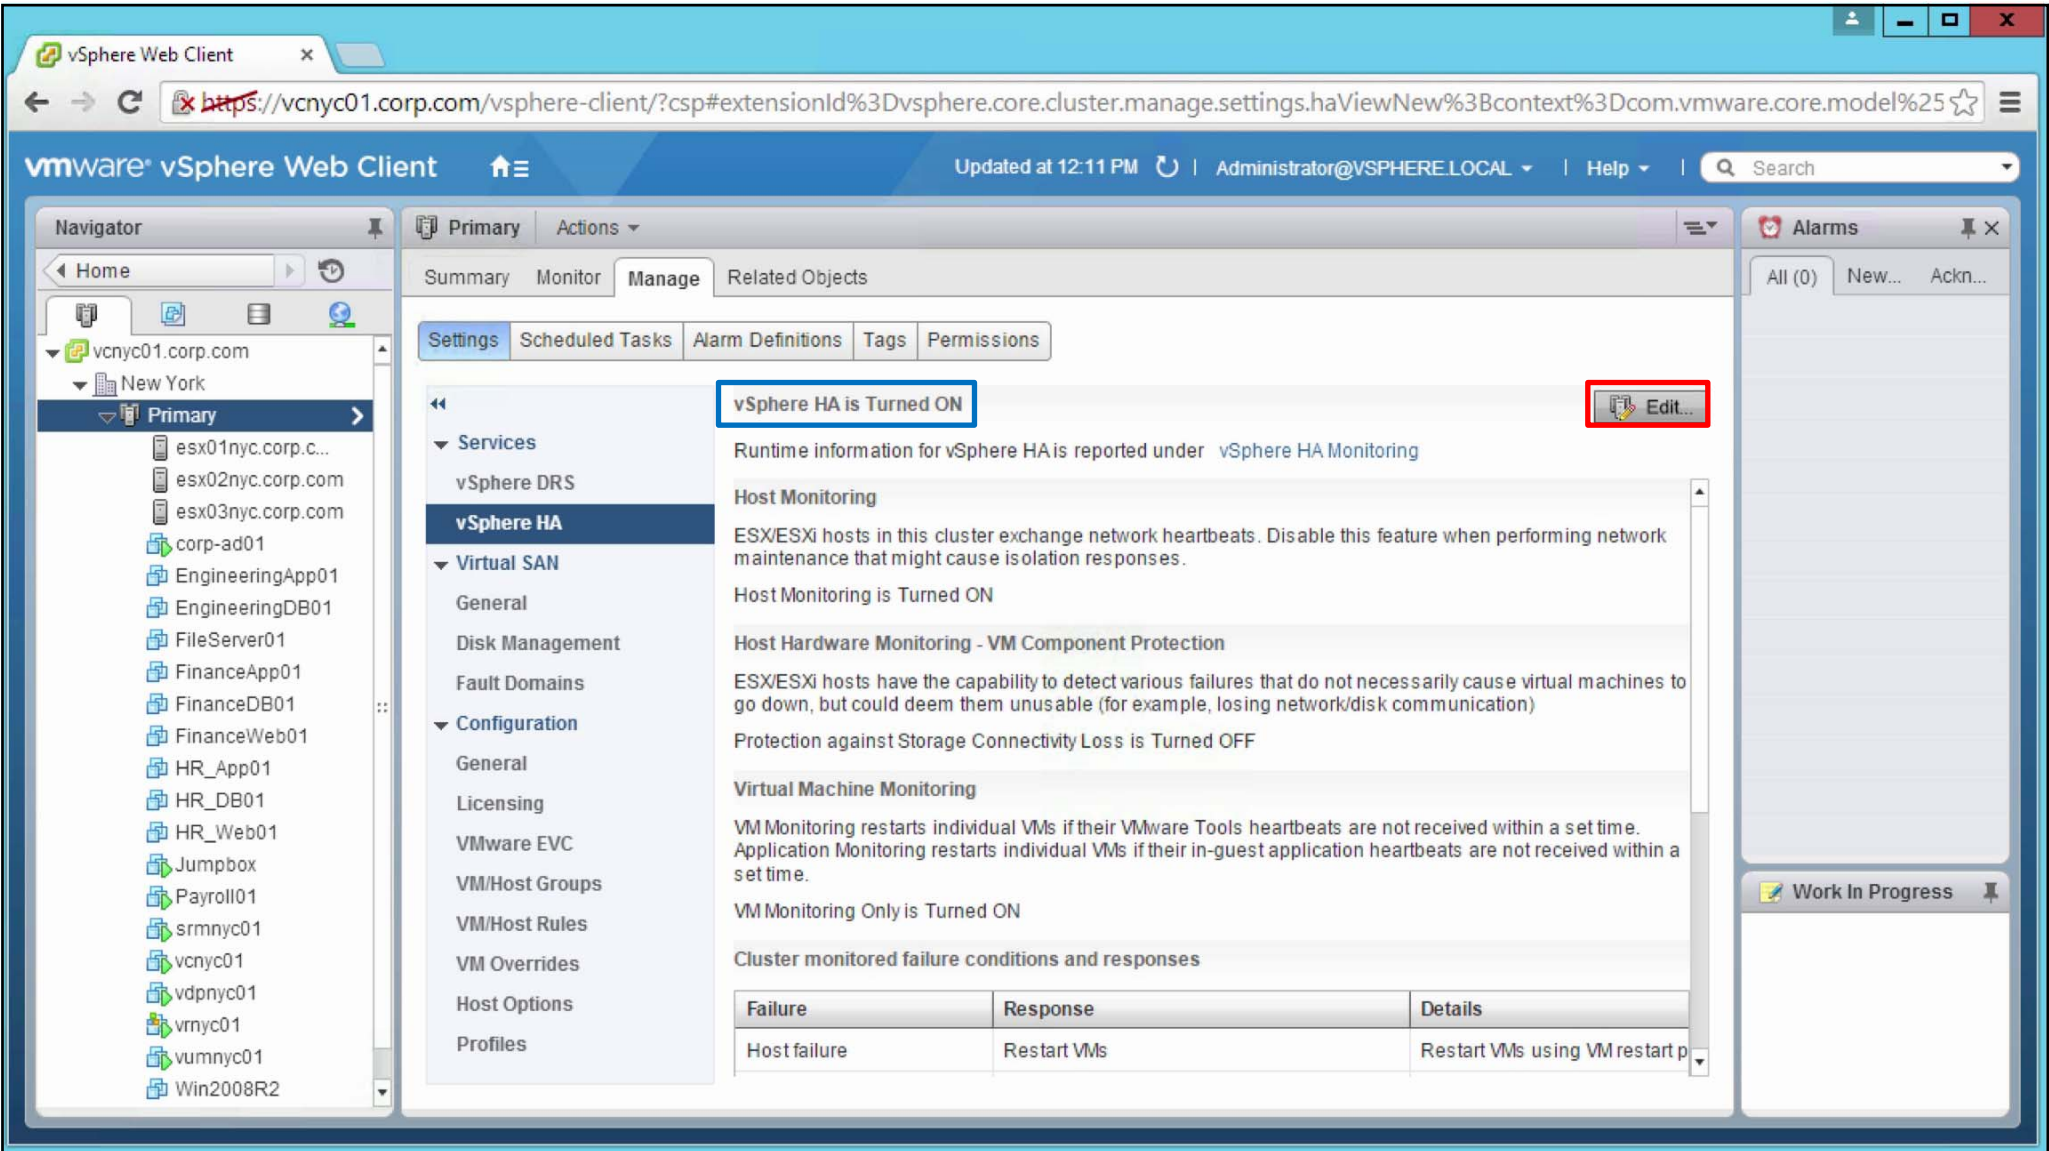 vSphere Web Client
https://vcnyc01.corp.com/vsphere-client/?csp#extensionId%3Dvsphere.core.cluster.manage.settings.haViewNew%3Bcontext%3Dcom.vmware.core.model%25
vmware® vSphere Web Client
Updated at 12:11 PM | Administrator@VSPHERE.LOCAL | Help | Search
Navigator
Home
vcnyc01.corp.com
New York
Primary
esx01nyc.corp.c...
esx02nyc.corp.com
esx03nyc.corp.com
corp-ad01
EngineeringApp01
EngineeringDB01
FileServer01
FinanceApp01
FinanceDB01
FinanceWeb01
HR_App01
HR_DB01
HR_Web01
Jumpbox
Payroll01
srmnyc01
vcnyc01
vdpnyc01
vrnyc01
vumnyc01
Win2008R2
Primary Actions
Summary Monitor Manage Related Objects
Settings Scheduled Tasks Alarm Definitions Tags Permissions
Services
vSphere DRS
vSphere HA
Virtual SAN
General
Disk Management
Fault Domains
Configuration
General
Licensing
VMware EVC
VM/Host Groups
VM/Host Rules
VM Overrides
Host Options
Profiles
vSphere HA is Turned ON
Edit...
Runtime information for vSphere HA is reported under vSphere HA Monitoring
Host Monitoring
ESX/ESXi hosts in this cluster exchange network heartbeats. Disable this feature when performing network
maintenance that might cause isolation responses.
Host Monitoring is Turned ON
Host Hardware Monitoring - VM Component Protection
ESX/ESXi hosts have the capability to detect various failures that do not necessarily cause virtual machines to
go down, but could deem them unusable (for example, losing network/disk communication)
Protection against Storage Connectivity Loss is Turned OFF
Virtual Machine Monitoring
VM Monitoring restarts individual VMs if their VMware Tools heartbeats are not received within a set time.
Application Monitoring restarts individual VMs if their in-guest application heartbeats are not received within a
set time.
VM Monitoring Only is Turned ON
Cluster monitored failure conditions and responses
Failure Response Details
Host failure Restart VMs Restart VMs using VM restart p
Alarms
All (0) New... Ackn...
Work In Progress